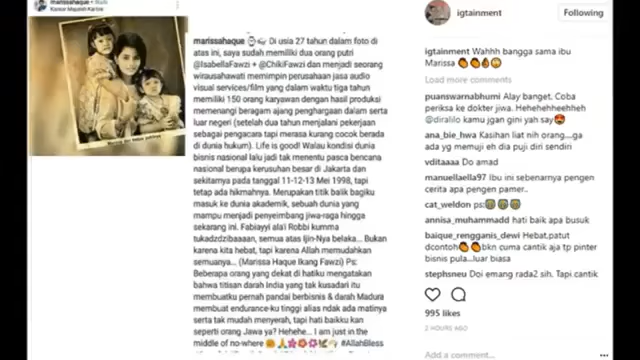 marissahaque
Kantor Majalah Kartini
marissahaque Di usia 27 tahun dalam foto di
atas ini, saya sudah memiliki dua orang putri
@IsabellaFawzi + @ChikiFawzi dan menjadi seorang
wirausahawati memimpin perusahaan jasa audio
visual services/film yang dalam waktu tiga tahun
memiliki 150 orang karyawan dengan hasil produksi
memenangi beragam ajang penghargaan dalam serta
luar negeri (setelah dua tahun menjalani pekerjaan
sebagai pengacara tapi merasa kurang cocok berada
di dunia hukum). Life is good! Walau kondisi dunia
bisnis nasional lalu jadi tak menentu pasca bencana
nasional berupa kerusuhan besar di Jakarta dan
sekitarnya pada tanggal 11-12-13 Mei 1998, tapi
tetap ada hikmahnya. Merupakan titik balik bagiku
masuk ke dunia akademik, sebuah dunia yang
mampu menjadi penyeimbang jiwa-raga hingga
sekarang ini. Fabiayyi ala'i Robbi kumma
tukadzdzibaaaan, semua atas Ijin-Nya belaka... Bukan
karena kita hebat, tapi karena Allah memudahkan
semuanya... (Marissa Haque Ikang Fawzi) Ps:
Beberapa orang yang dekat di hatiku mengatakan
bahwa titisan darah India yang tak kusadari itu
membuatku pernah pandai berbisnis & darah Madura
membuat endurance-ku tinggi alias ndak ada matinya
serta tak mudah menyerah, tapi hati baikku kan
seperti orang Jawa ya? Hehehe... I am just in the
middle of no-where 🙏 #AllahBless
igtainment
Following
igtainment Wahhh bangga sama ibu
Marissa 👏👏👌😁
Load more comments
puanswarnabhumi Alay banget. Coba
periksa ke dokter jiwa. Hehehehheehheh
@diralilo kamu jgan gini yah say😍
ana_bie_hwa Kasihan liat nih orang....ga
ada yg memuji eh dia puji diri sendiri
vditaaaa Do amad
manuellaella97 Ibu ini sebenarnya pengen
cerita apa pengen pamer..
cat_weldon ps:
annisa_muhammadd hati baik apa busuk
baique_rengganis_dewi Hebat.patut
dcontoh👏👏bkn cuma cantik aja tp pinter
bisnis pula..luar biasa
stephsneu Doi emang rada2 sih. Tapi cantik
995 likes
2 HOURS AGO
Add a comment...